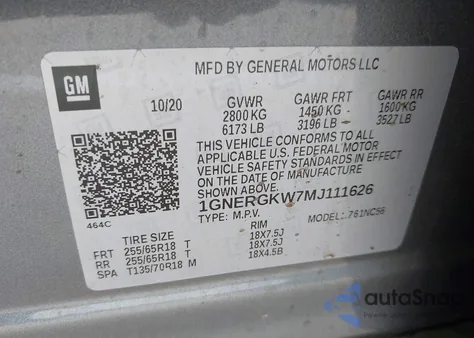 GM
MFD BY GENERAL MOTORS LLC
10/20 GVWR GAWR FRT GAWR RR
2800 KG 1450 KG 1600 KG
6173 LB 3196 LB 3527 LB
THIS VEHICLE CONFORMS TO ALL
APPLICABLE U.S. FEDERAL MOTOR
VEHICLE SAFETY STANDARDS IN EFFECT
ON THE DATE OF MANUFACTURE
SHOWN ABOVE.
1GNERGKW7MJ111626
TYPE: M.P.V. MODEL: 761NC56
464C
TIRE SIZE RIM
FRT 255/65R18 T 18X7.5J
RR 255/65R18 T 18X7.5J
SPA T135/70R18 M 18X4.5B
autoSnap